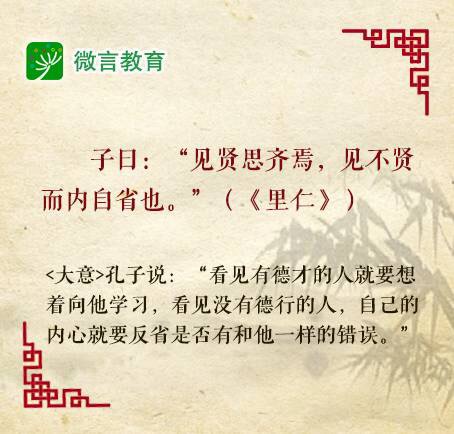 微言教育
子曰：“见贤思齐焉，见不贤
而内自省也。”（《里仁》）
<大意>孔子说：“看见有德才的人就要想
着向他学习，看见没有德行的人，自己的
内心就要反省是否有和他一样的错误。”